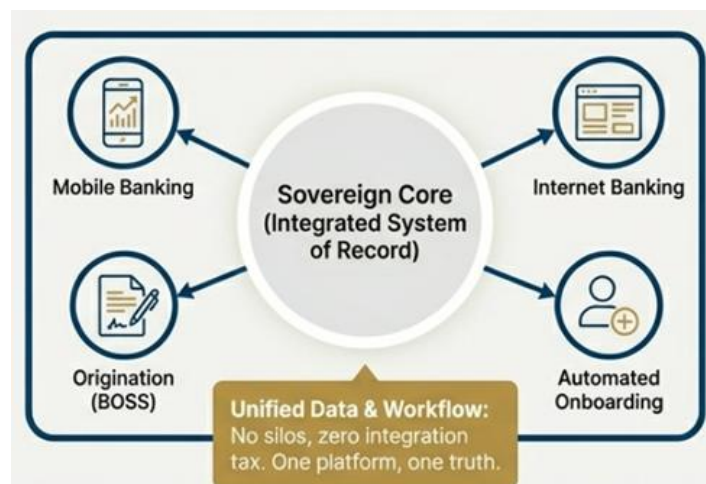 Mobile Banking
Internet Banking
Sovereign Core
(Integrated System
of Record)
Origination
(BOSS)
Automated
Onboarding
Unified Data & Workflow:
No silos, zero integration
tax. One platform, one truth.